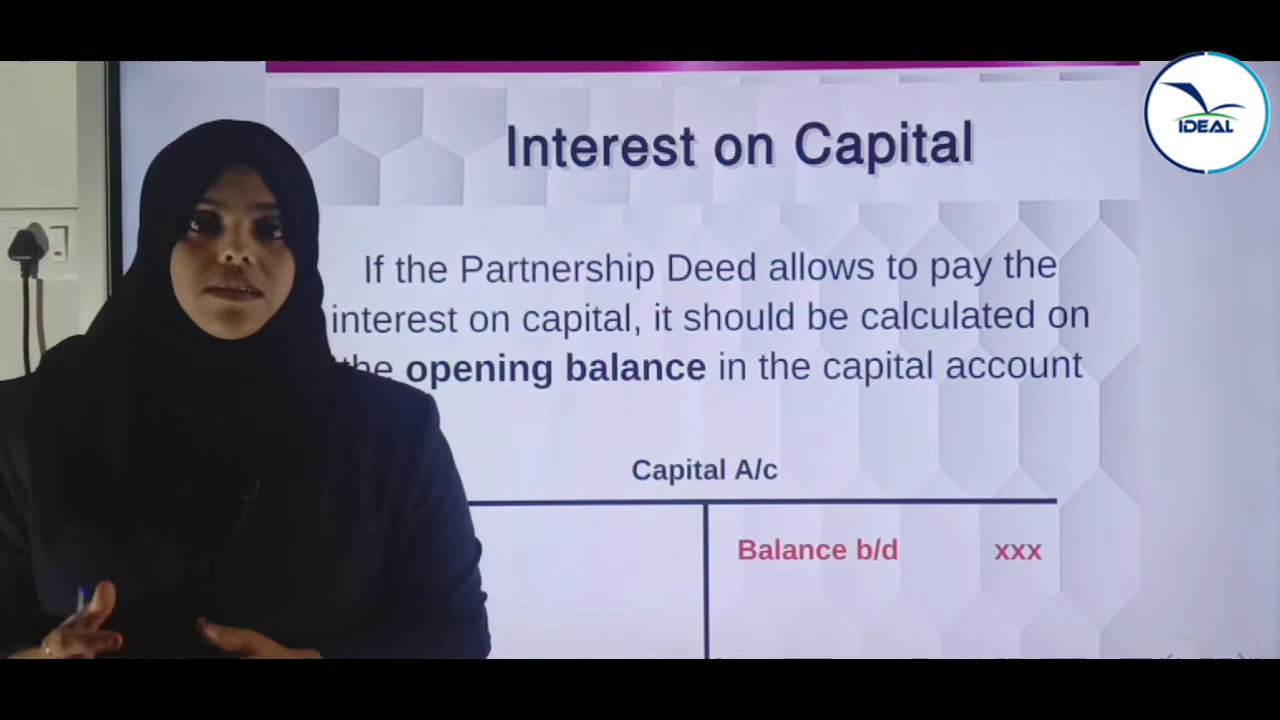 IDEAL
Interest on Capital
If the Partnership Deed allows to pay the
interest on capital, it should be calculated on
the opening balance in the capital account
Capital A/c
Balance b/d xxx